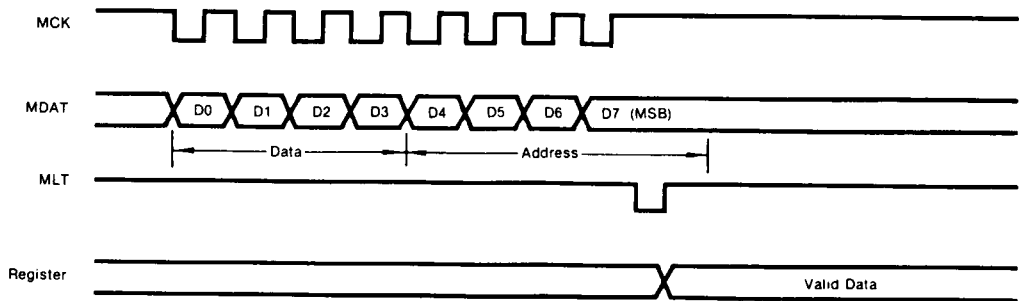 MCK
MDAT D0 D1 D2 D3 D4 D5 D6 D7 (MSB)
Data Address
MLT
Register Valid Data